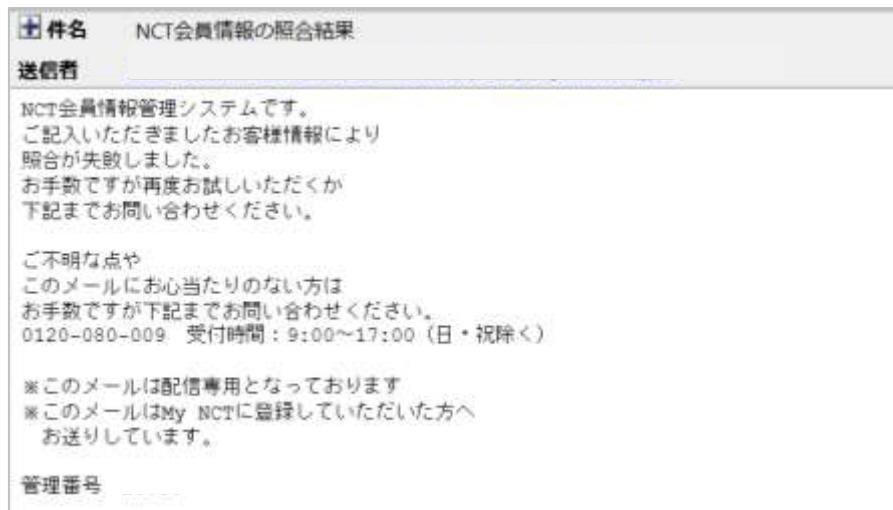 件名 NCT会員情報の照合結果
送信者
NCT会員情報管理システムです。
ご記入いただきましたお客様情報により
照合が失敗しました。
お手数ですが再度お試しいただくか
下記までお問い合わせください。
ご不明な点や
このメールにお心当たりのない方は
お手数ですが下記までお問い合わせください。
0120-080-009 受付時間：9:00～17:00（日・祝除く）
※このメールは配信専用となっております
※このメールはMy NCTに登録していただいた方へ
お送りしています。
管理番号